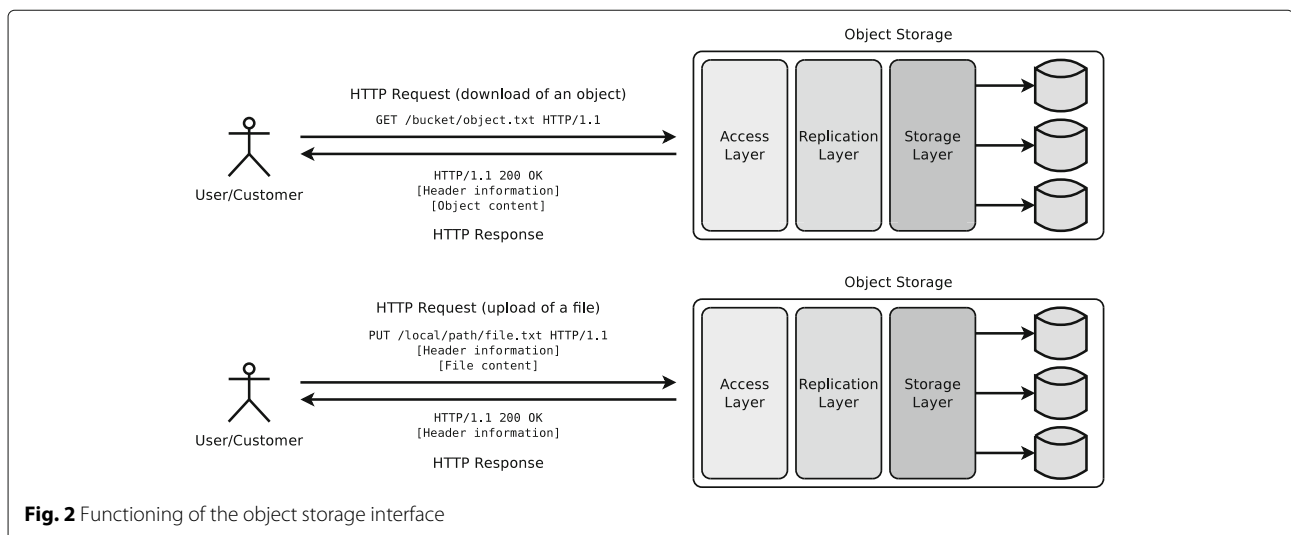 Object Storage
HTTP Request (download of an object)
GET /bucket/object.txt HTTP/1.1
User/Customer
HTTP/1.1 200 OK
[Header information]
[Object content]
HTTP Response
Access
Layer
Replication
Layer
Storage
Layer
Object Storage
HTTP Request (upload of a file)
PUT /local/path/file.txt HTTP/1.1
[Header information]
[File content]
User/Customer
HTTP/1.1 200 OK
[Header information]
HTTP Response
Access
Layer
Replication
Layer
Storage
Layer
Fig. 2 Functioning of the object storage interface